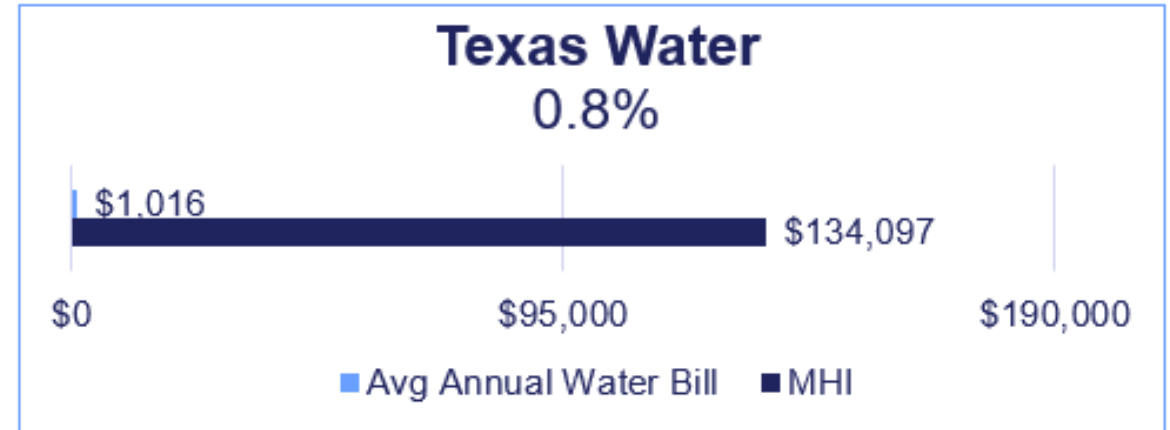 Texas Water
0.8%
$1,016
$134,097
$0 $95,000 $190,000
Avg Annual Water Bill MHI